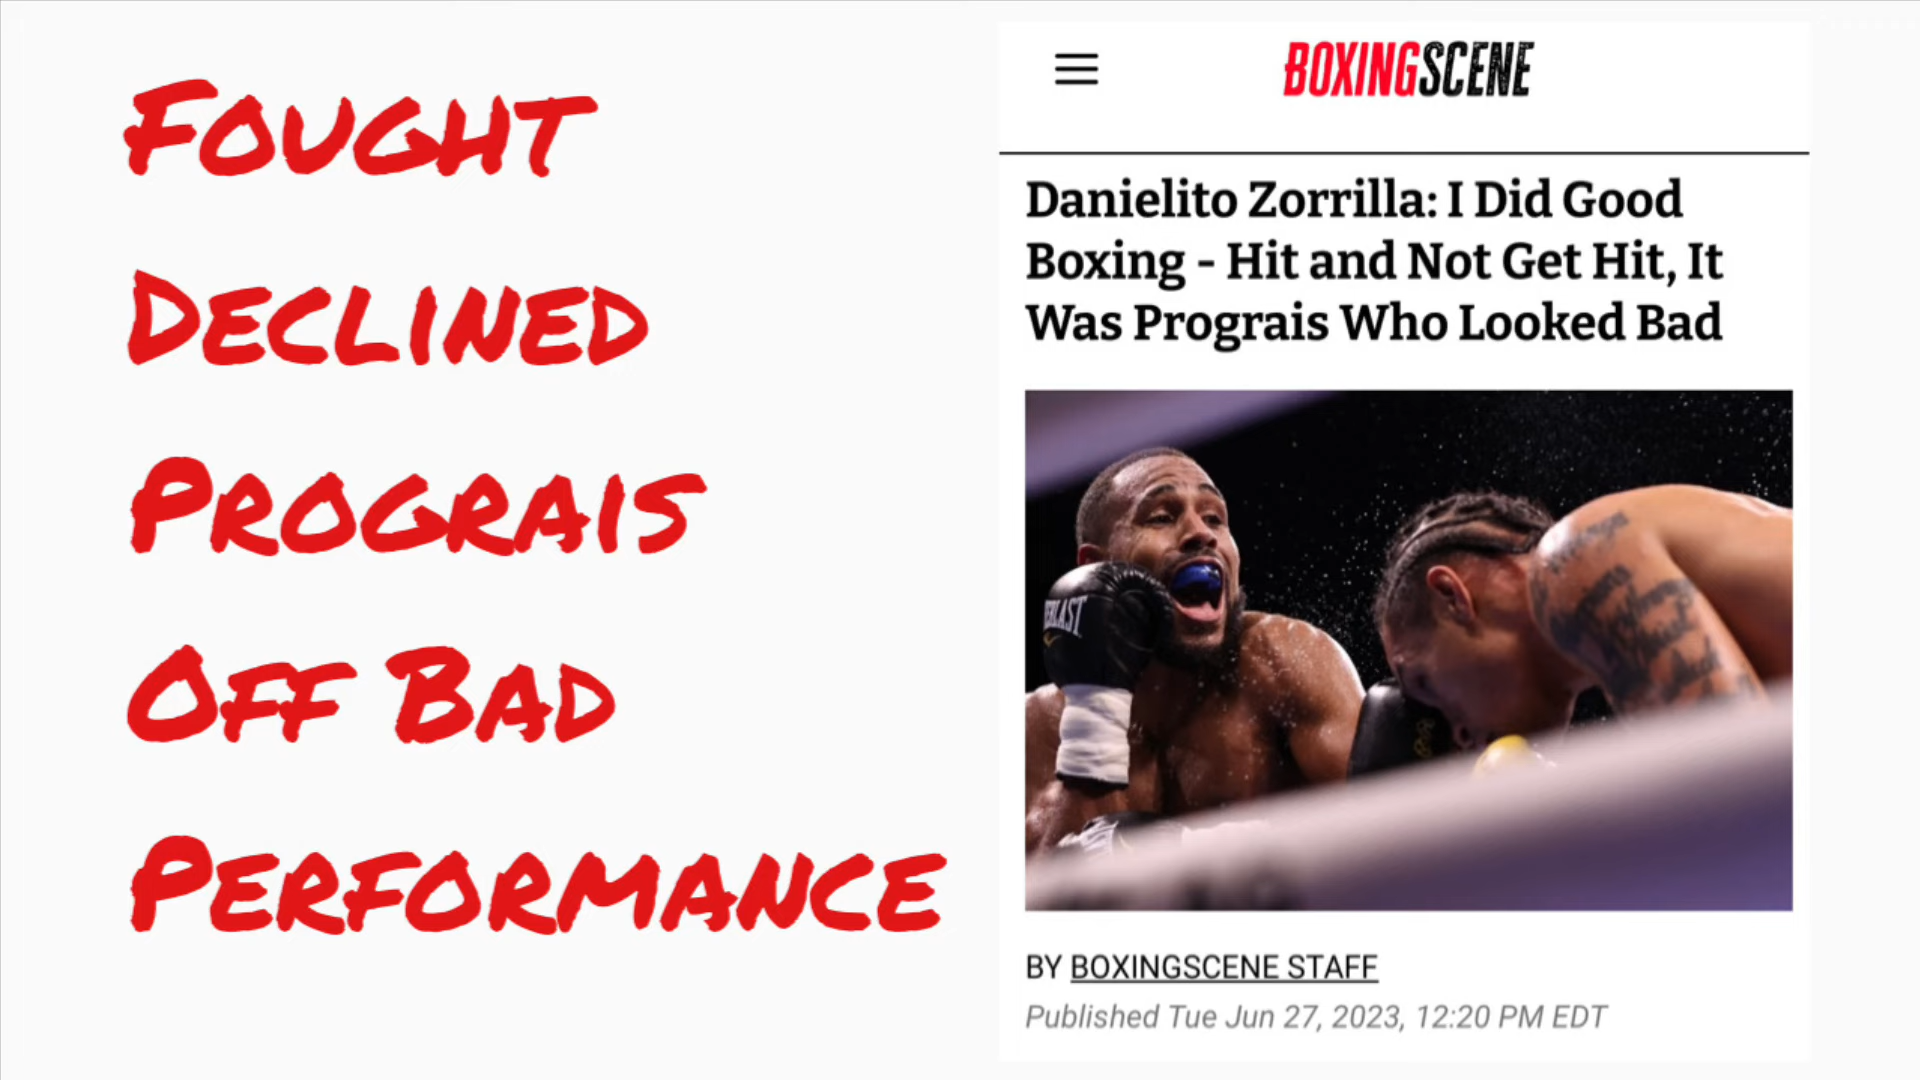 FOUGHT
DECLINED
PROGRAIS
OFF BAD
PERFORMANCE
BOXINGSCENE
Danielito Zorrilla: I Did Good
Boxing - Hit and Not Get Hit, It
Was Prograis Who Looked Bad
BY BOXINGSCENE STAFF
Published Tue Jun 27, 2023, 12:20 PM EDT